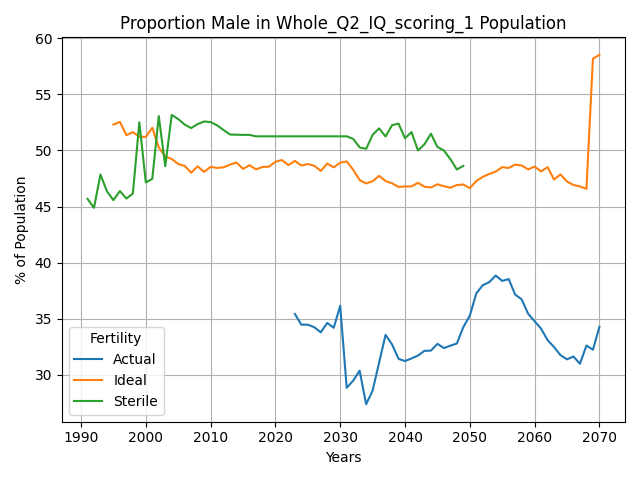 Proportion Male in Whole_Q2_IQ_scoring_1 Population
60
55
50
45
40
35
30
% of Population
Fertility
Actual
Ideal
Sterile
1990 2000 2010 2020 2030 2040 2050 2060 2070
Years